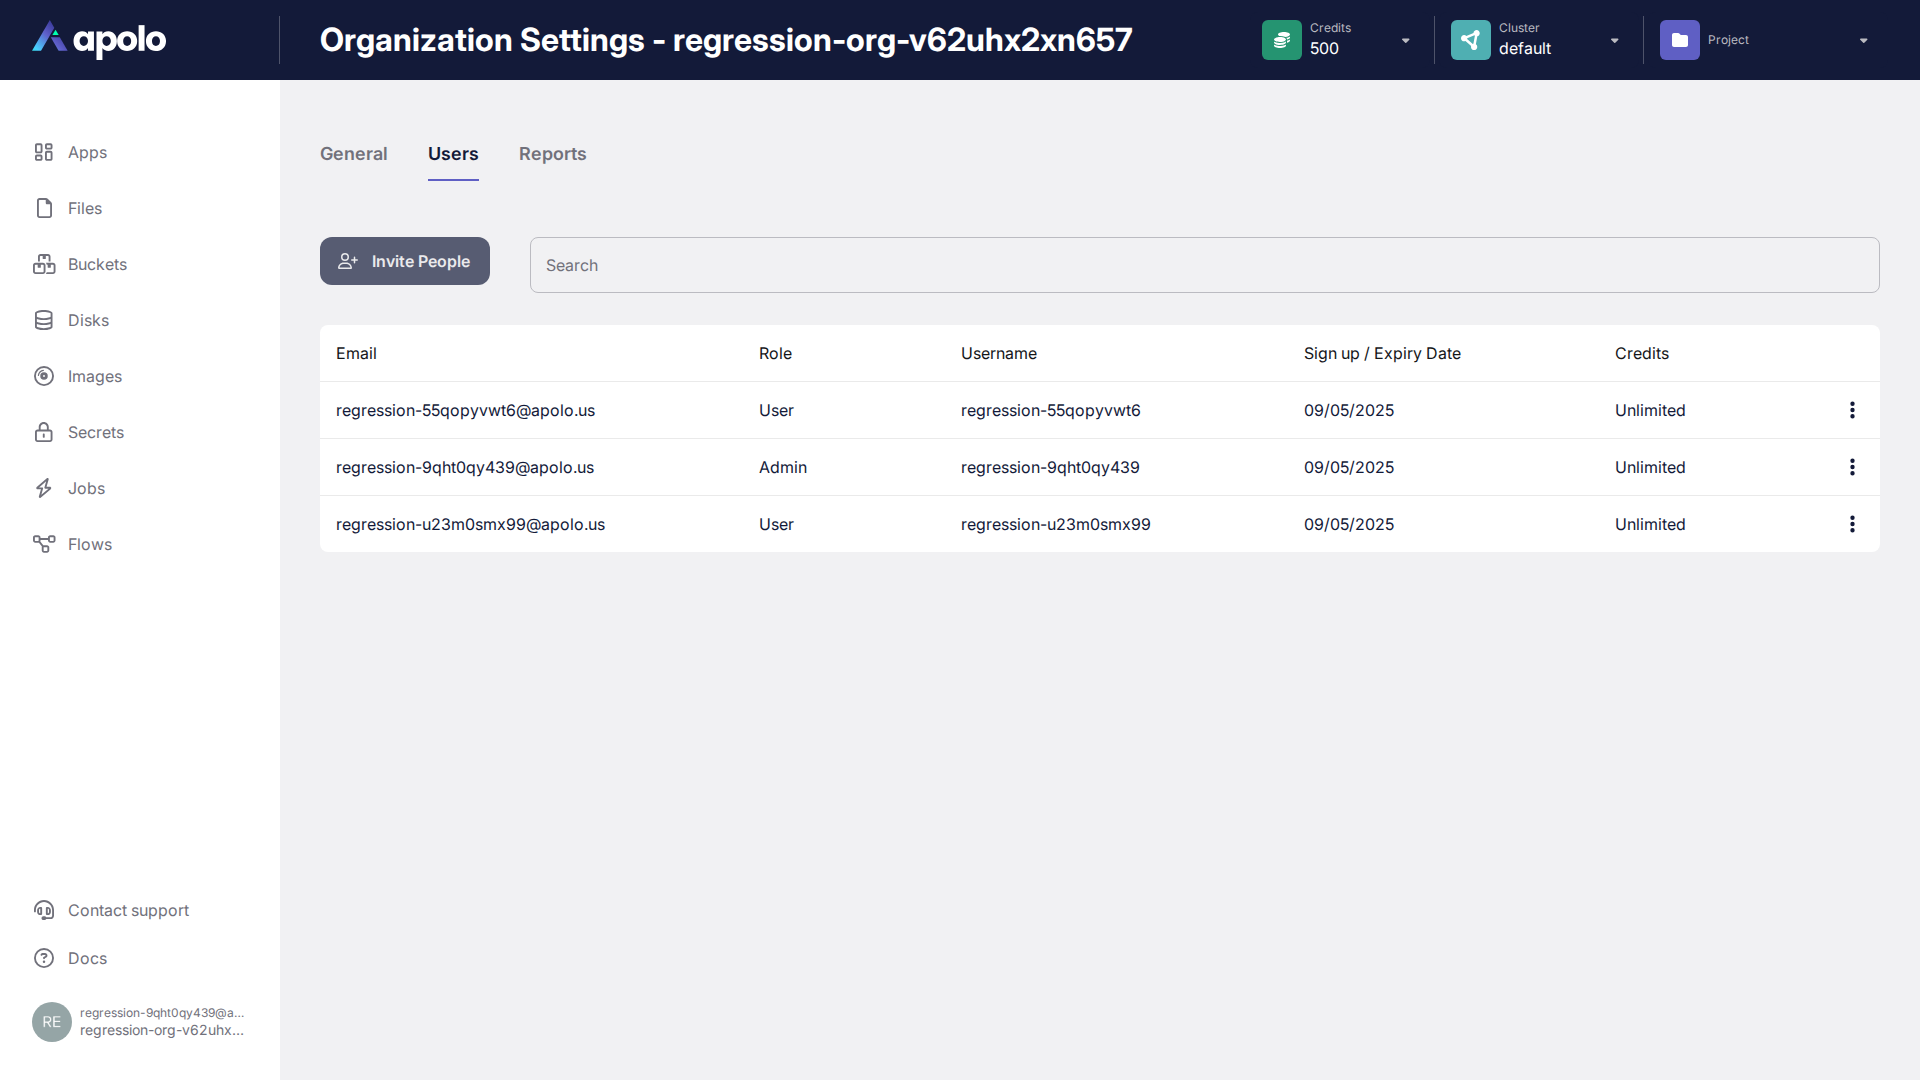 apolo
Organization Settings - regression-org-v62uhx2xn657
Credits
500
Cluster
default
Project
Apps
Files
Buckets
Disks
Images
Secrets
Jobs
Flows
Contact support
Docs
RE
regression-9qht0qy439@a...
regression-org-v62uhx...
General Users Reports
Invite People
Search
Email Role Username Sign up / Expiry Date Credits
regression-55qopyvwt6@apolo.us User regression-55qopyvwt6 09/05/2025 Unlimited
regression-9qht0qy439@apolo.us Admin regression-9qht0qy439 09/05/2025 Unlimited
regression-u23m0smx99@apolo.us User regression-u23m0smx99 09/05/2025 Unlimited